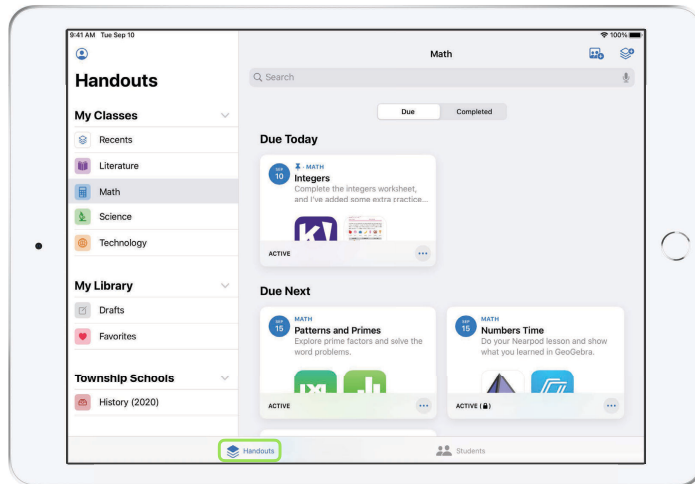 9:41 AM Tue Sep 10
100%
Handouts
My Classes
Recents
Literature
Math
Science
Technology
My Library
Drafts
Favorites
Township Schools
History (2020)
Math
Search
Due
Completed
Due Today
SEP
10
- MATH
Integers
Complete the integers worksheet,
and I've added some extra practice...
K!
ACTIVE
Due Next
SEP
15
MATH
Patterns and Primes
Explore prime factors and solve the
word problems.
IXL
ACTIVE
SEP
15
MATH
Numbers Time
Do your Nearpod lesson and show
what you learned in GeoGebra.
ACTIVE ( )
Handouts
Students